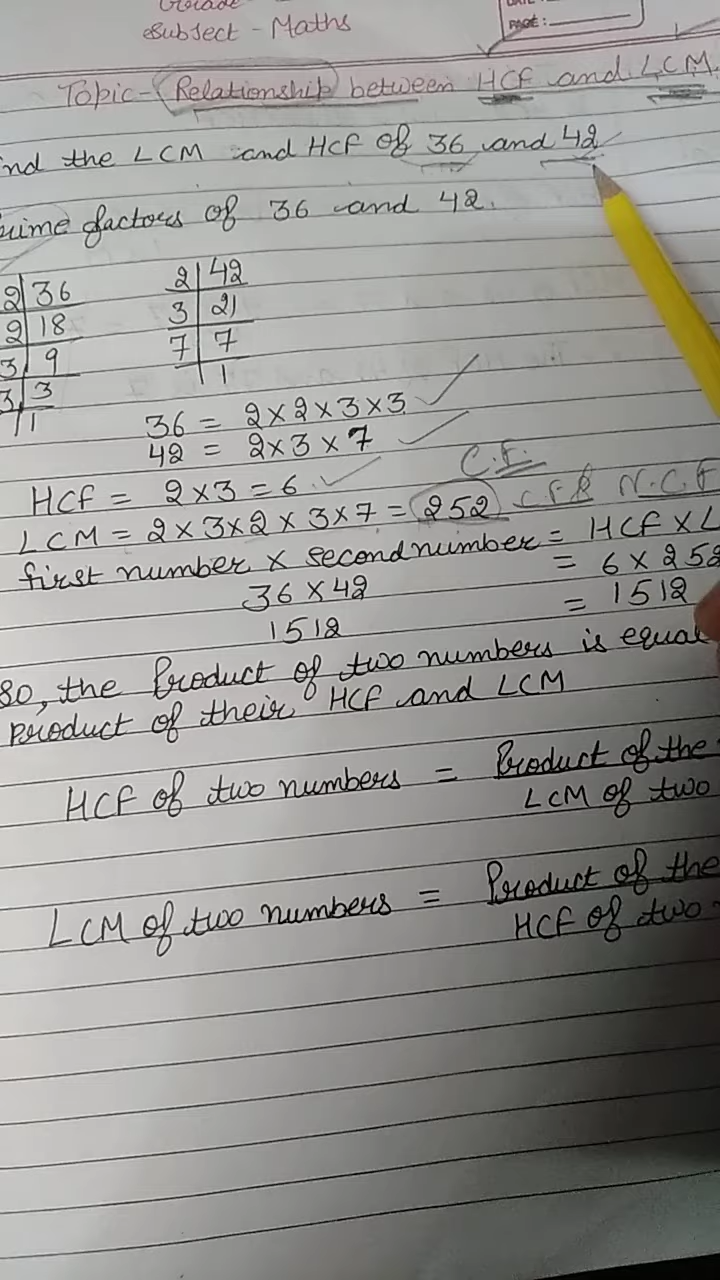 Grade
Subject - Maths
DATE
PAGE:
Topic - Relationship between HCF and LCM.
the LCM and HCF of 36 and 42
factors of 36 and 42.
2 36
2 18
3 9
3 3
1
2 42
3 21
7 7
1
36 = 2×2×3×3
42 = 2×3×7
C.F.
HCF = 2×3=6
LCM = 2×3×2×3×7 = 252 C.F & N.C.F
first number × second number = HCF ×
36×42 = 6×252
1512 = 1512
So, the Product of two numbers is equal
Product of their HCF and LCM
HCF of two numbers = Product of the
LCM of two
LCM of two numbers = Product of the
HCF of two